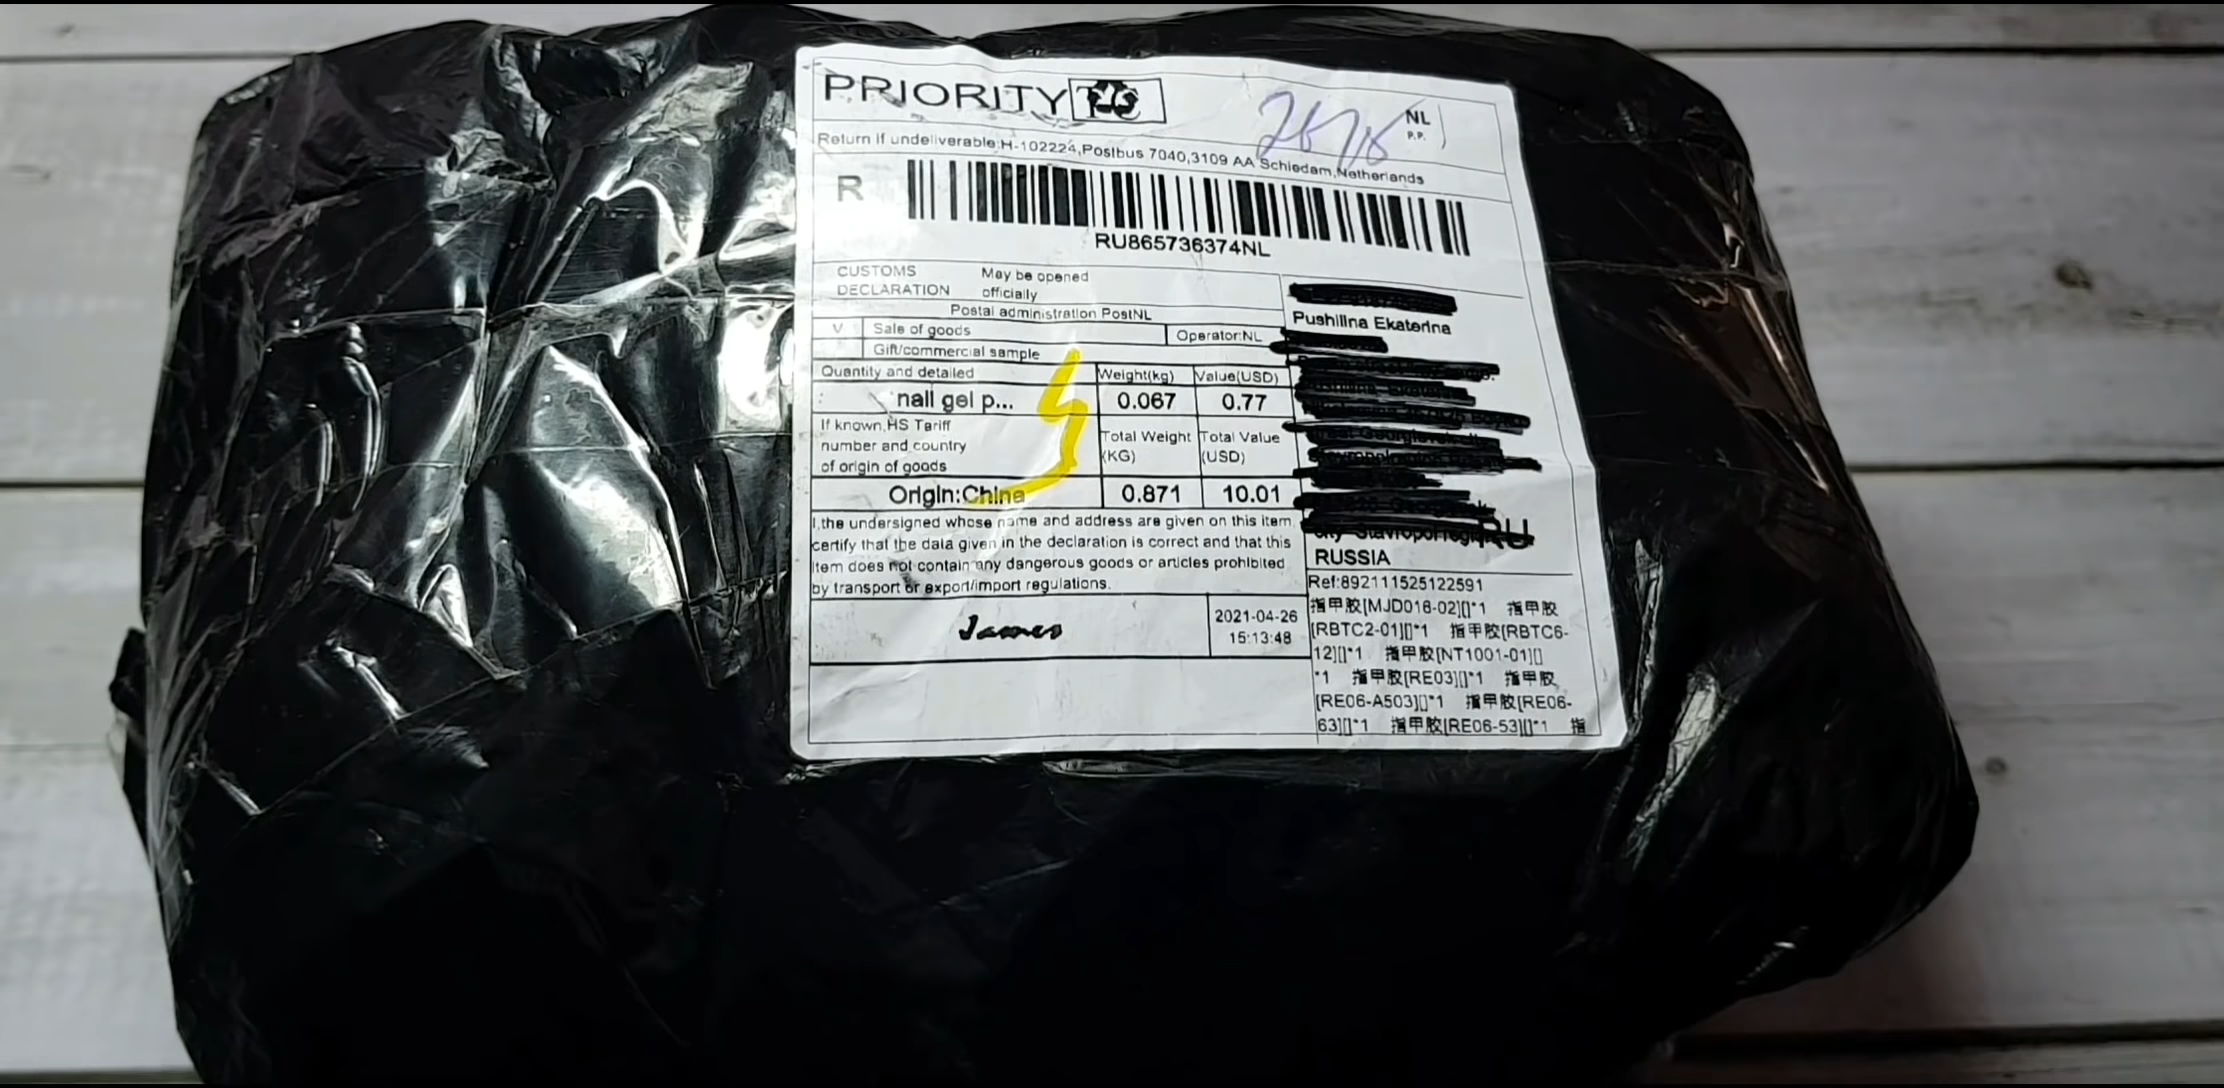 PRIORITY
NL
P.P.
Return if undeliverable:H-102224,Postbus 7040,3109 AA Schiedam,Netherlands
R
RU865736374NL
CUSTOMS DECLARATION
May be opened officially
Postal administration PostNL
V Sale of goods
Operator:NL
Gift/commercial sample
Quantity and detailed
Weight(kg)
Value(USD)
nail gel p...
0.067
0.77
If known,HS Tariff
number and country
of origin of goods
Total Weight
(KG)
Total Value
(USD)
Origin:China
0.871
10.01
I,the undersigned whose name and address are given on this item,
certify that the data given in the declaration is correct and that this
item does not contain any dangerous goods or articles prohibited
by transport or export/import regulations.
James
2021-04-26
15:13:48
Pushilina Ekaterina
RU
RUSSIA
Ref:892111525122591
指甲胶[MJD016-02][]*1 指甲胶
[RBTC2-01][]*1 指甲胶[RBTC6-
12][]*1 指甲胶[NT1001-01][]
*1 指甲胶[RE03][]*1 指甲胶
[RE06-A503][]*1 指甲胶[RE06-
63][]*1 指甲胶[RE06-53][]*1 指